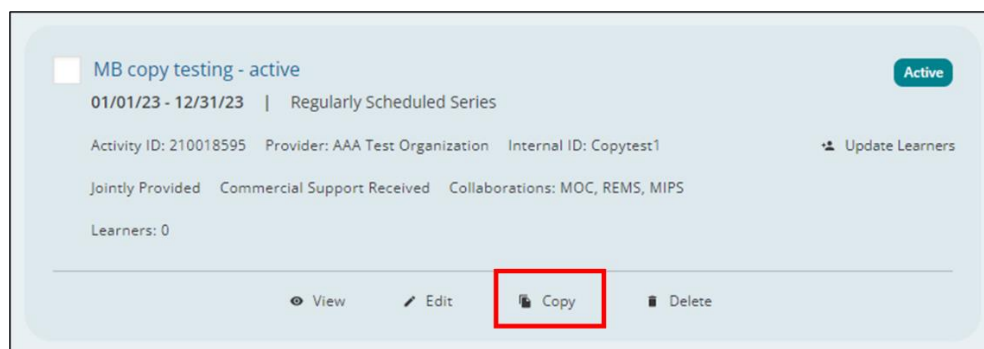 MB copy testing - active
Active
01/01/23 - 12/31/23 | Regularly Scheduled Series
Activity ID: 210018595 Provider: AAA Test Organization Internal ID: Copytest1
Update Learners
Jointly Provided Commercial Support Received Collaborations: MOC, REMS, MIPS
Learners: 0
View Edit Copy Delete